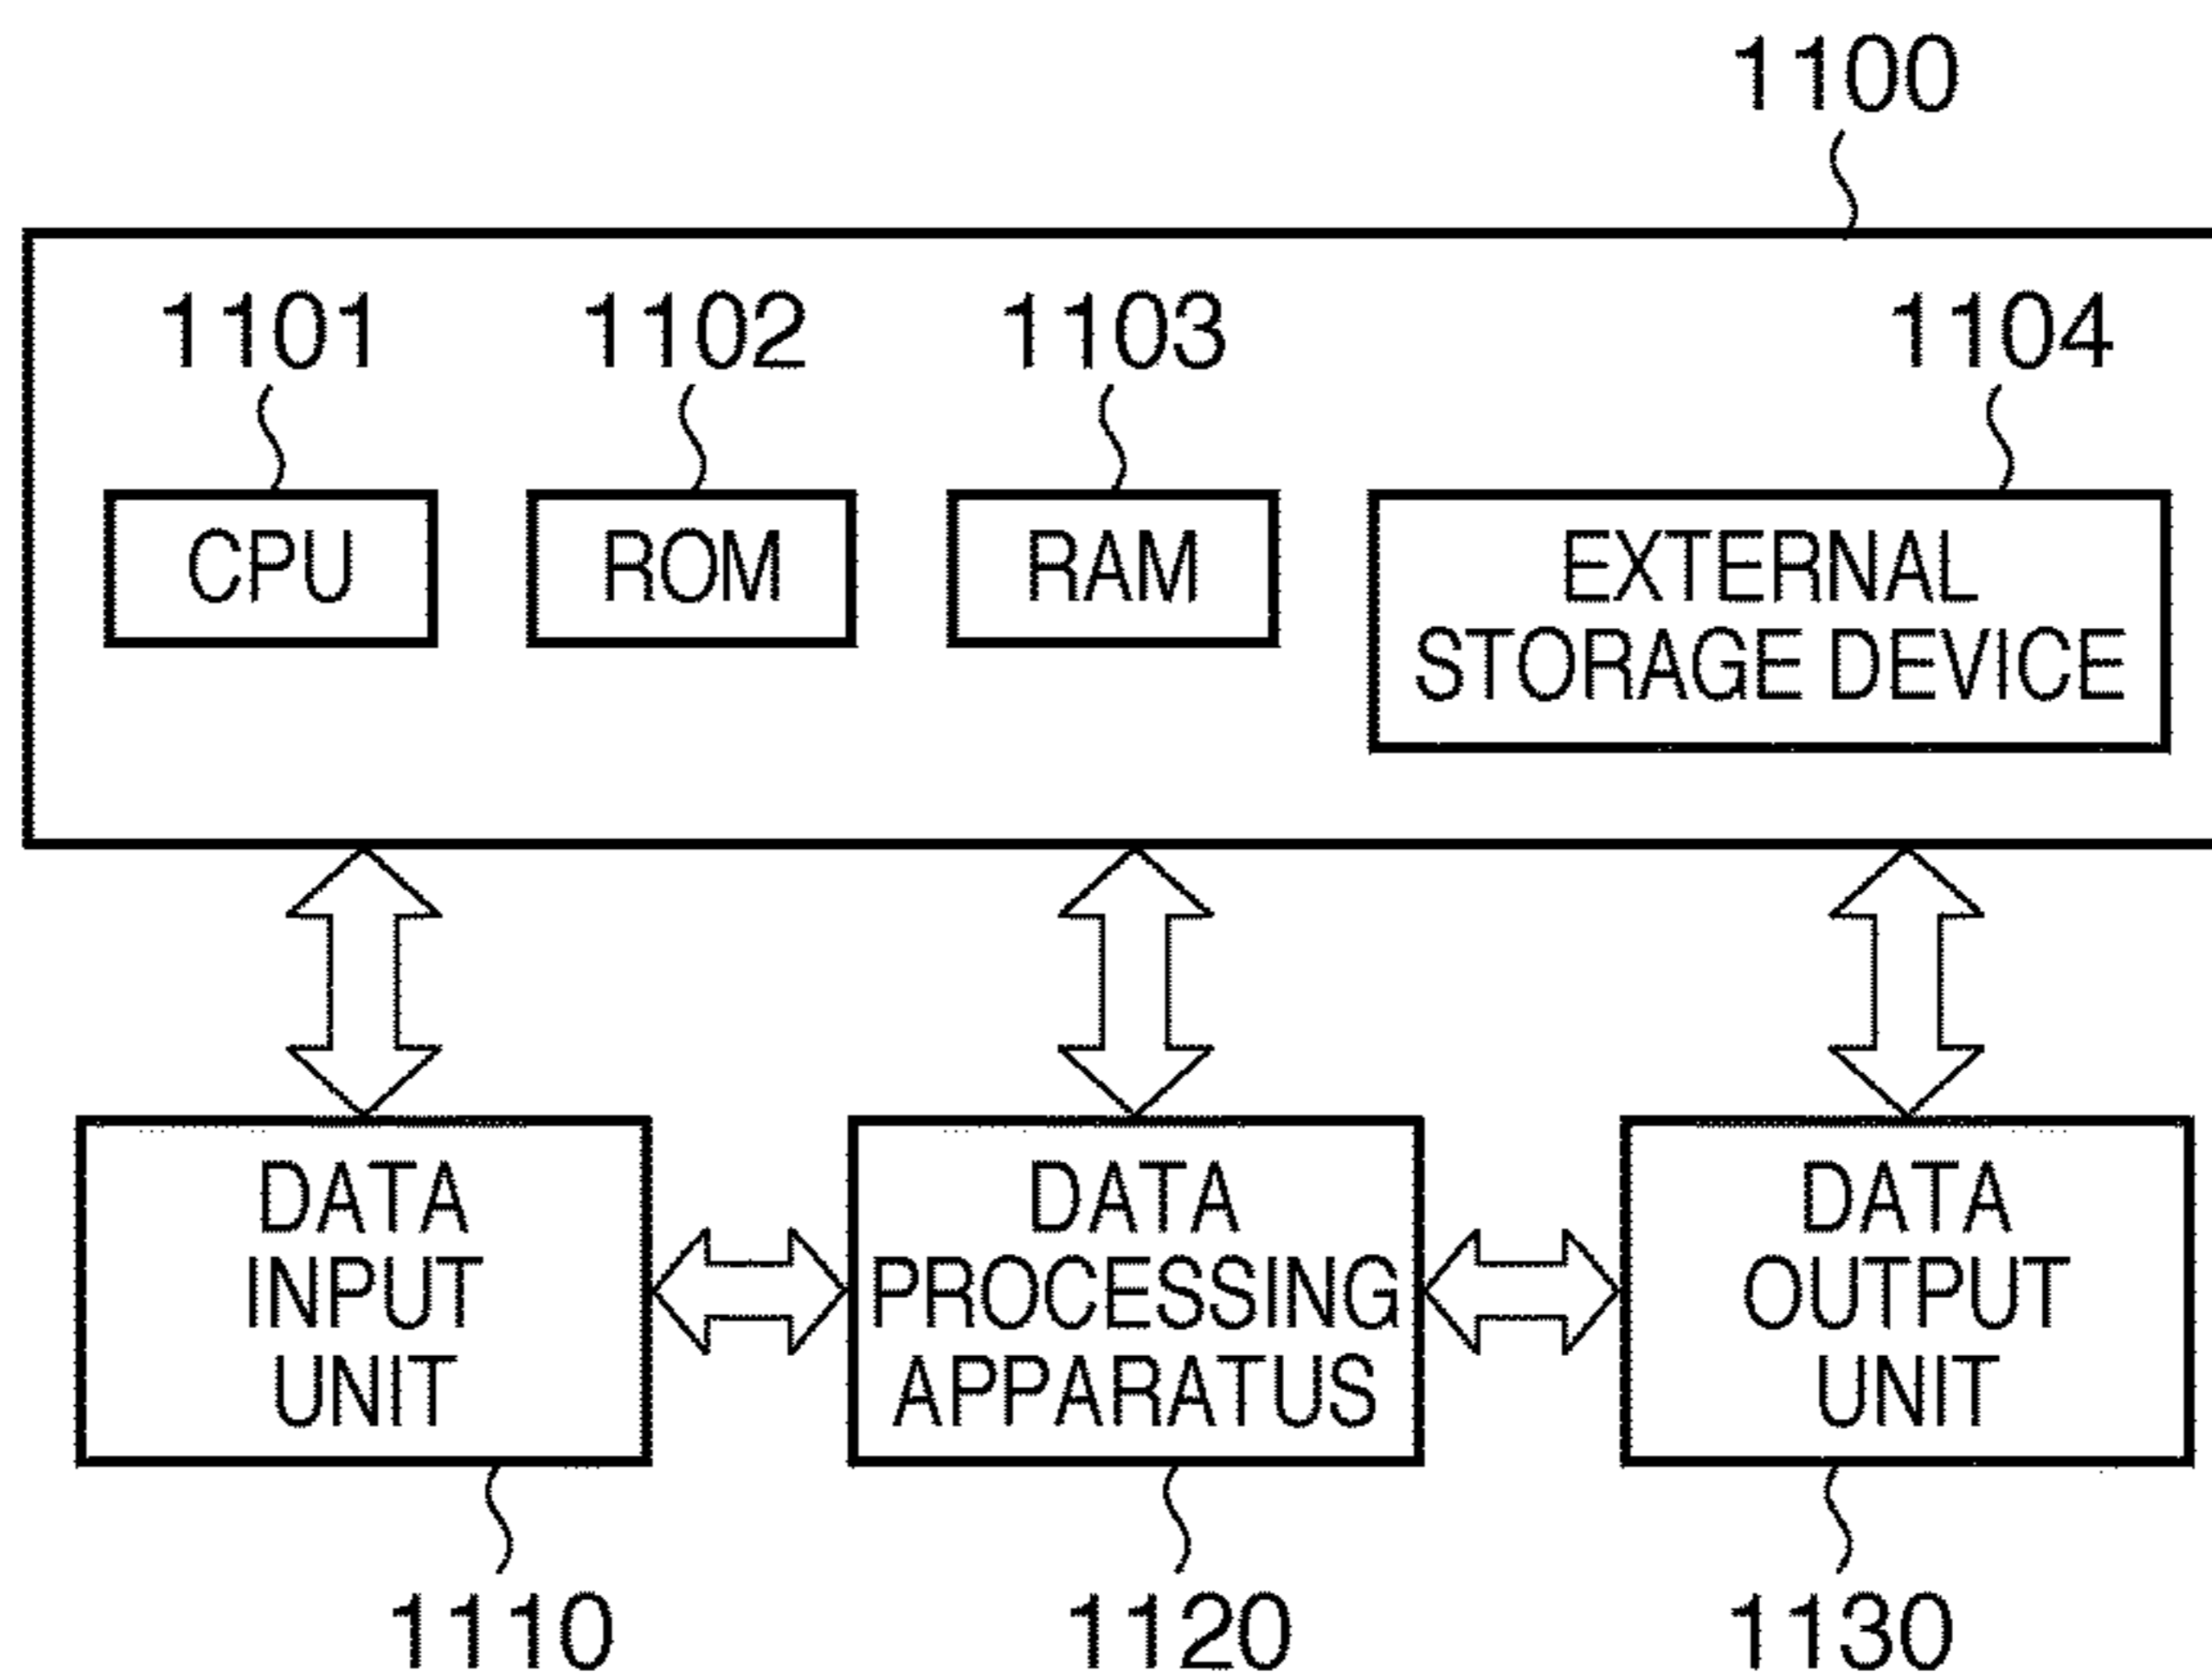 1100
1101 1102 1103 1104
CPU ROM RAM EXTERNAL
STORAGE DEVICE
DATA
INPUT
UNIT
DATA
PROCESSING
APPARATUS
DATA
OUTPUT
UNIT
1110 1120 1130